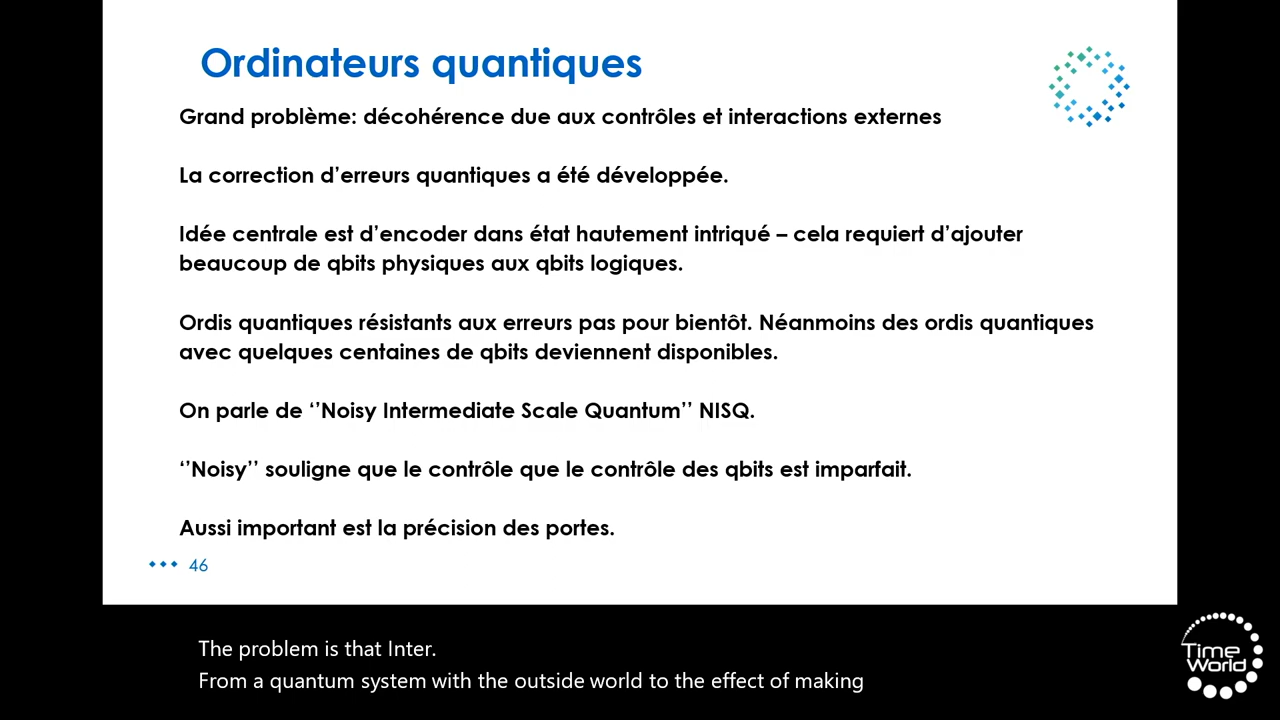 Ordinateurs quantiques
Grand problème: décohérence due aux contrôles et interactions externes
La correction d’erreurs quantiques a été développée.
Idée centrale est d’encoder dans état hautement intriqué – cela requiert d’ajouter
beaucoup de qbits physiques aux qbits logiques.
Ordis quantiques résistants aux erreurs pas pour bientôt. Néanmoins des ordis quantiques
avec quelques centaines de qbits deviennent disponibles.
On parle de ‘’Noisy Intermediate Scale Quantum’’ NISQ.
‘’Noisy’’ souligne que le contrôle que le contrôle des qbits est imparfait.
Aussi important est la précision des portes.
46
The problem is that Inter.
From a quantum system with the outside world to the effect of making
Time
World